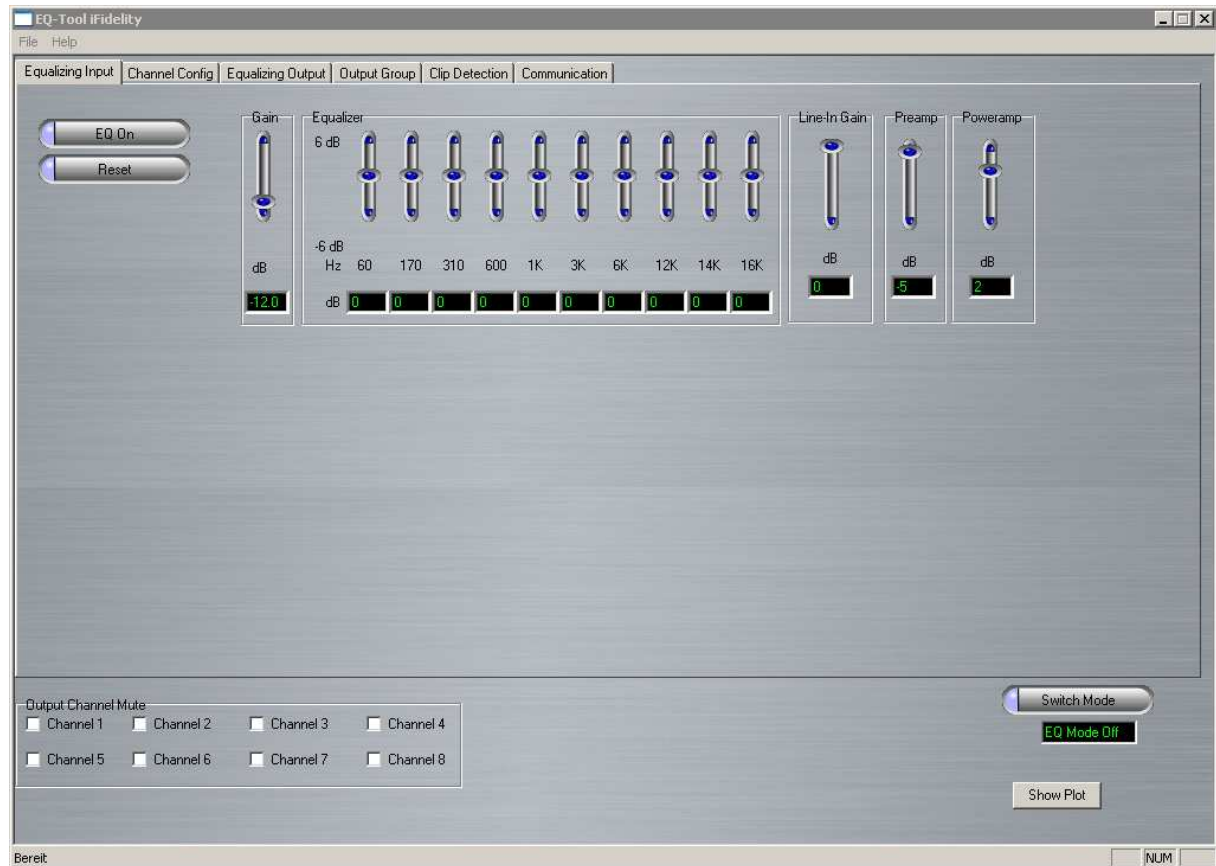 EQ-Tool iFidelity
File Help
Equalizing Input Channel Config Equalizing Output Output Group Clip Detection Communication
EQ On
Reset
Gain Equalizer Line-In Gain Preamp Poweramp
6 dB
-6 dB
dB Hz 60 170 310 600 1K 3K 6K 12K 14K 16K dB dB dB
-12.0 dB 0 0 0 0 0 0 0 0 0 0 0 -5 2
Output Channel Mute
Channel 1 Channel 2 Channel 3 Channel 4
Channel 5 Channel 6 Channel 7 Channel 8
Switch Mode
EQ Mode Off
Show Plot
Bereit NUM